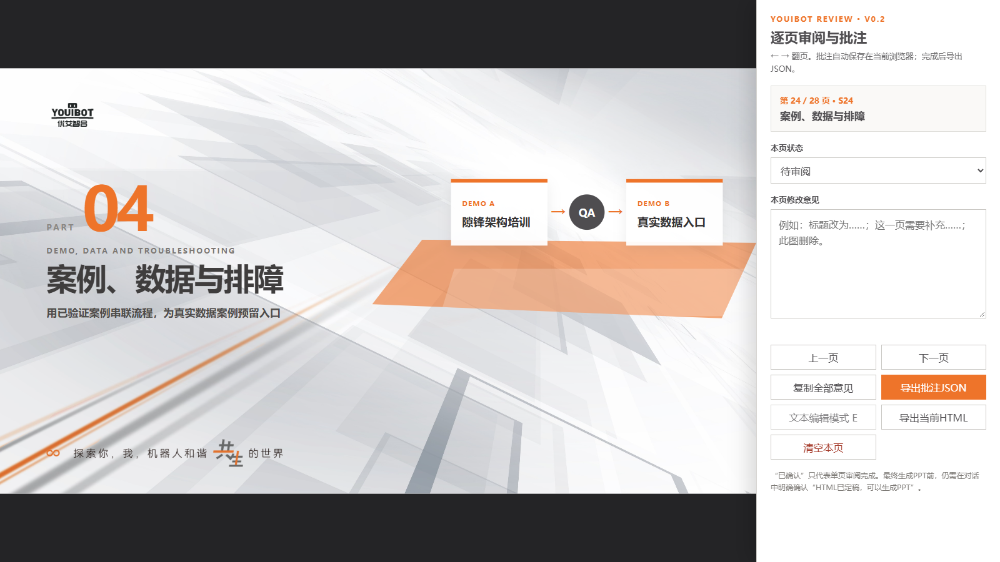 YOUIBOT
优艾智合
PART 04
DEMO, DATA AND TROUBLESHOOTING
案例、数据与排障
用已验证案例串联流程，为真实数据案例预留入口
DEMO A
隙锋架构培训
→
QA
→
DEMO B
真实数据入口
探索你，我，机器人和谐 共生 的世界
YOUIBOT REVIEW • V0.2
逐页审阅与批注
← → 翻页。批注自动保存在当前浏览器；完成后导出
JSON。
第 24 / 28 页 • S24
案例、数据与排障
本页状态
待审阅
本页修改意见
例如：标题改为……；这一页需要补充……；
此图删除。
上一页
下一页
复制全部意见
导出批注JSON
文本编辑模式 E
导出当前HTML
清空本页
“已确认”只代表单页审阅完成。最终生成PPT前，仍需在对话
中明确确认“HTML已定稿，可以生成PPT”。